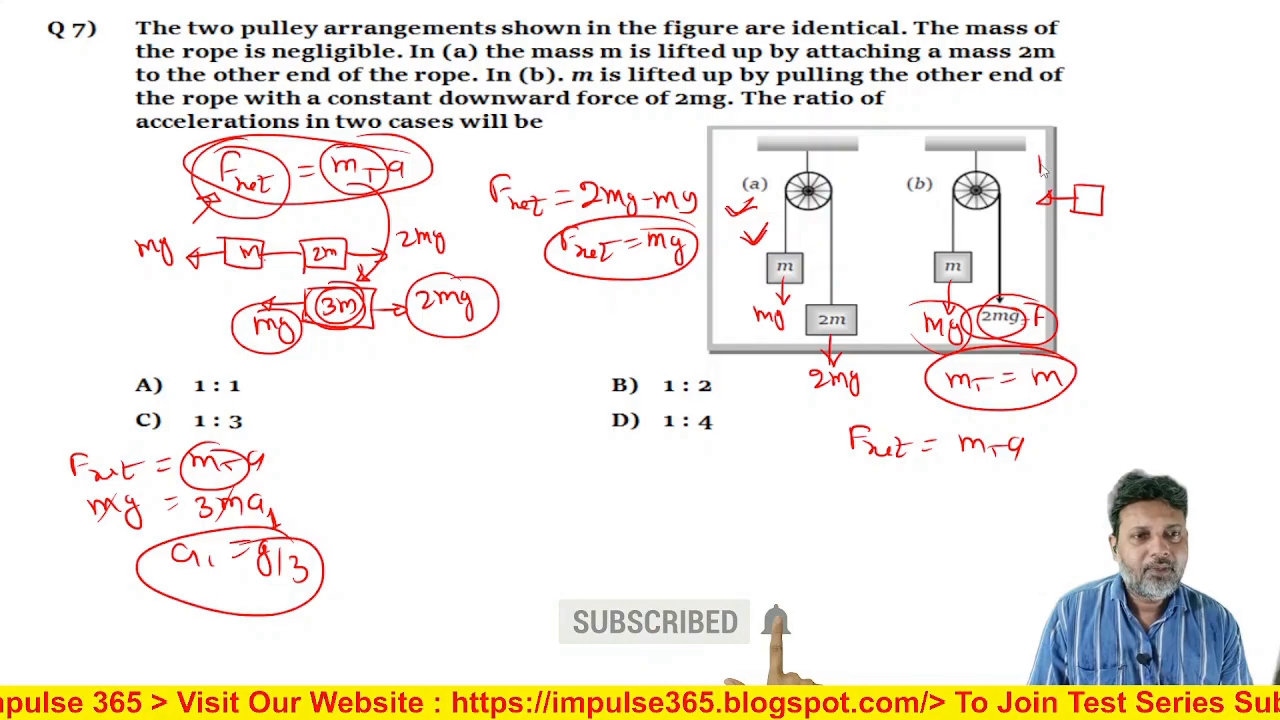 Q 7) The two pulley arrangements shown in the figure are identical. The mass of
the rope is negligible. In (a) the mass m is lifted up by attaching a mass 2m
to the other end of the rope. In (b). m is lifted up by pulling the other end of
the rope with a constant downward force of 2mg. The ratio of
accelerations in two cases will be
Fnet = mT a
mg m 2m 2mg
mg 3m 2mg
Fnet = 2mg-mg
Fnet = mg
(a) (b)
m m
mg 2m mg 2mg = F
2mg mT = m
A) 1 : 1 B) 1 : 2
C) 1 : 3 D) 1 : 4
Fnet = mT a
mg = 3ma1
a1 = g/3
Fnet = mT a
SUBSCRIBED
mpulse 365 > Visit Our Website : https://impulse365.blogspot.com/> To Join Test Series Sub